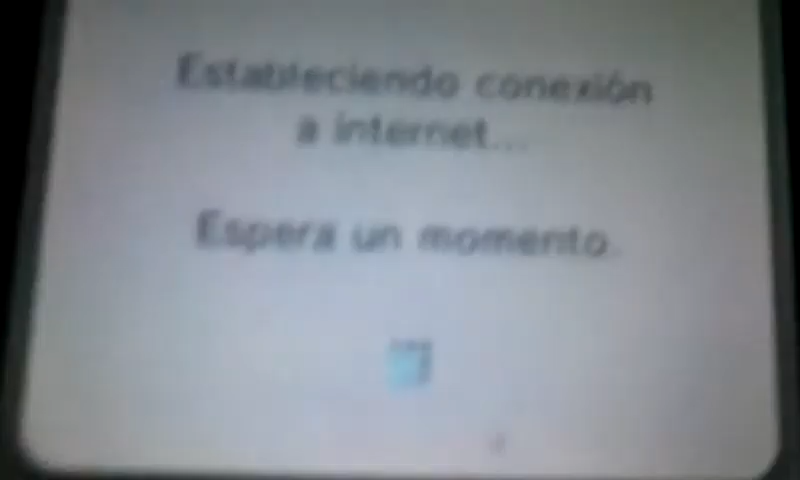 Estableciendo conexión
a internet...
Espera un momento.